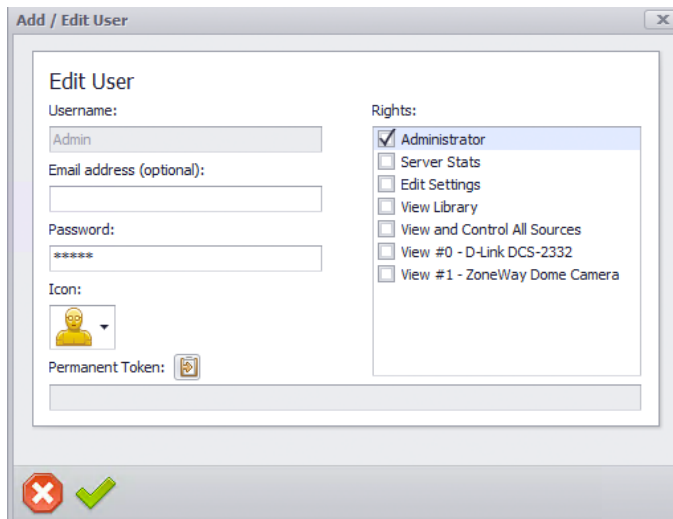 Add / Edit User
Edit User
Username:
Admin
Email address (optional):
Password:
*****
Icon:
Permanent Token:
Rights:
Administrator
Server Stats
Edit Settings
View Library
View and Control All Sources
View #0 - D-Link DCS-2332
View #1 - ZoneWay Dome Camera